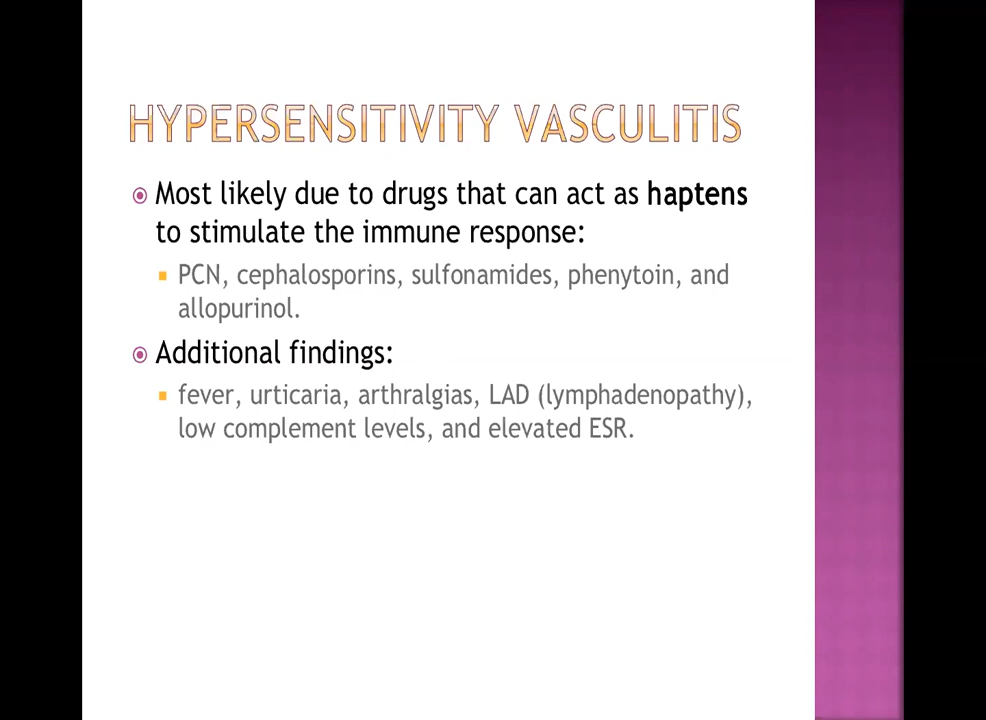 HYPERSENSITIVITY VASCULITIS
Most likely due to drugs that can act as haptens
to stimulate the immune response:
PCN, cephalosporins, sulfonamides, phenytoin, and
allopurinol.
Additional findings:
fever, urticaria, arthralgias, LAD (lymphadenopathy),
low complement levels, and elevated ESR.